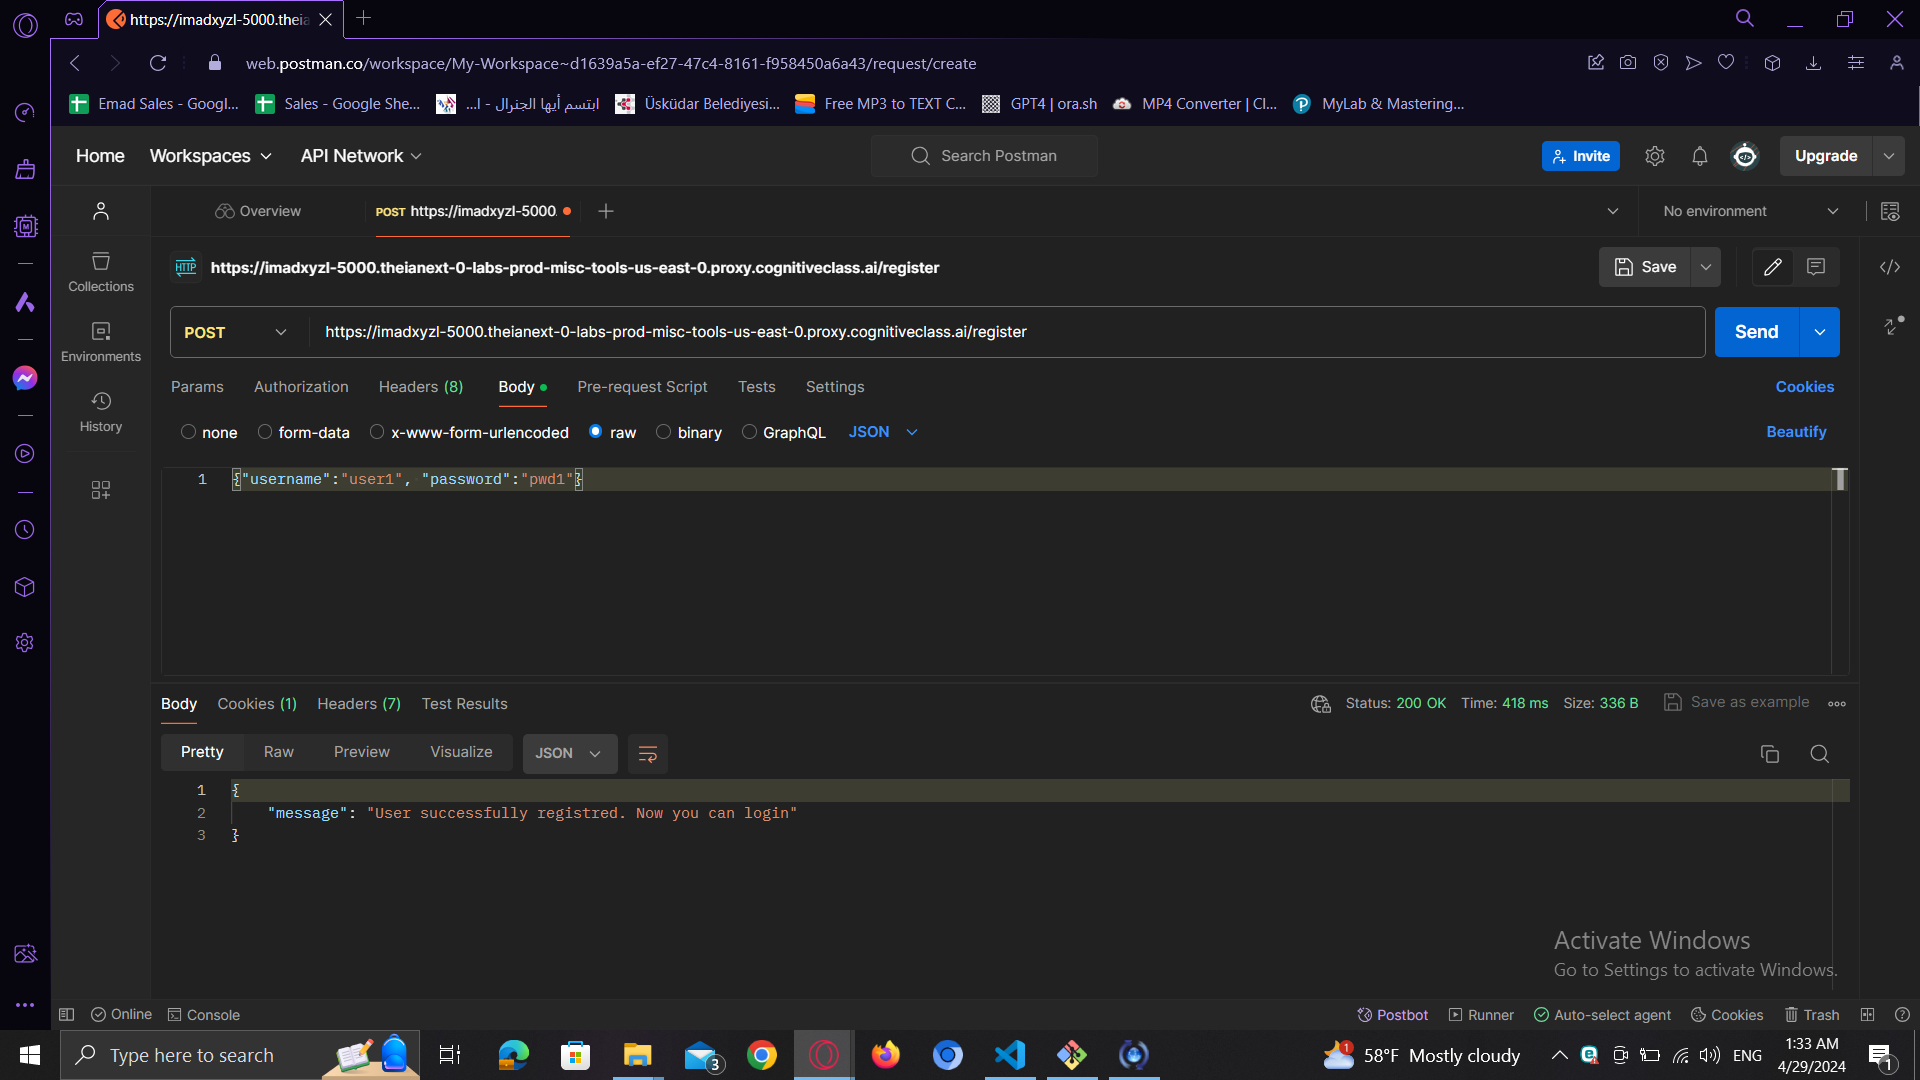 https://imadxyzl-5000.theia
web.postman.co/workspace/My-Workspace~d1639a5a-ef27-47c4-8161-f958450a6a43/request/create
Emad Sales - Googl...
Sales - Google She...
ابتسم أيها الجنرال - ا...
Üsküdar Belediyesi...
Free MP3 to TEXT C...
GPT4 | ora.sh
MP4 Converter | Cl...
MyLab & Mastering...
Home
Workspaces
API Network
Search Postman
Invite
Upgrade
Overview
POST https://imadxyzl-5000.
No environment
HTTP
https://imadxyzl-5000.theianext-0-labs-prod-misc-tools-us-east-0.proxy.cognitiveclass.ai/register
Save
Collections
Environments
History
POST
https://imadxyzl-5000.theianext-0-labs-prod-misc-tools-us-east-0.proxy.cognitiveclass.ai/register
Send
Params
Authorization
Headers (8)
Body
Pre-request Script
Tests
Settings
Cookies
none
form-data
x-www-form-urlencoded
raw
binary
GraphQL
JSON
Beautify
1 {"username":"user1", "password":"pwd1"}
Body
Cookies (1)
Headers (7)
Test Results
Status: 200 OK
Time: 418 ms
Size: 336 B
Save as example
Pretty
Raw
Preview
Visualize
JSON
1 {
2 "message": "User successfully registred. Now you can login"
3 }
Activate Windows
Go to Settings to activate Windows.
Online
Console
Postbot
Runner
Auto-select agent
Cookies
Trash
Type here to search
3
1
58°F Mostly cloudy
ENG
1:33 AM
4/29/2024
1